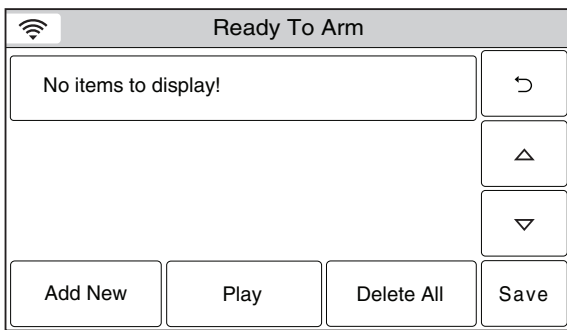 Ready To Arm
No items to display!
Add New
Play
Delete All
Save